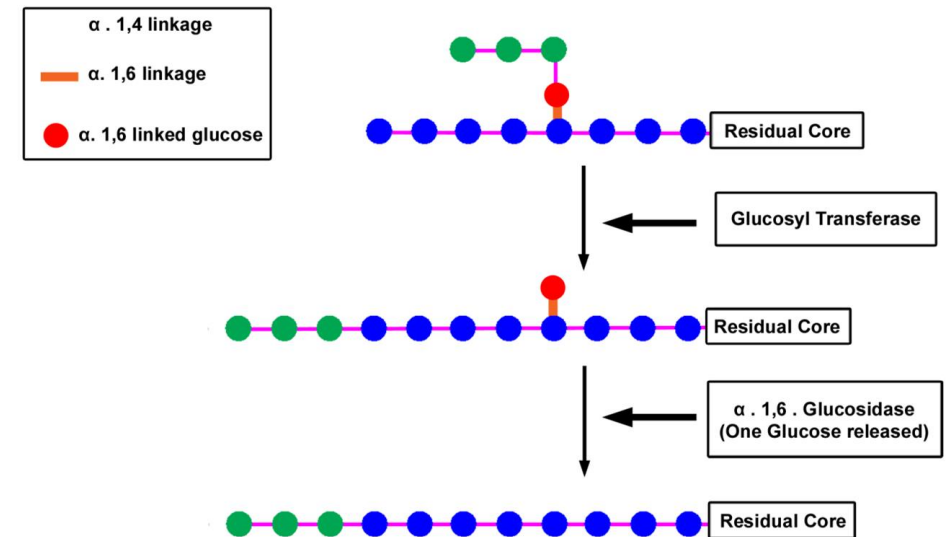 α . 1,4 linkage
α. 1,6 linkage
α. 1,6 linked glucose
Residual Core
Glucosyl Transferase
Residual Core
α . 1,6 . Glucosidase
(One Glucose released)
Residual Core